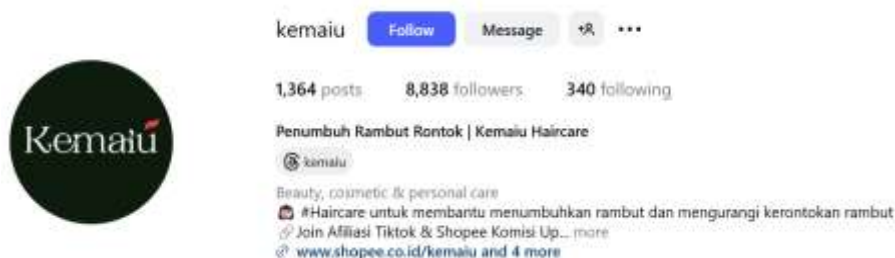 kemaiu Follow Message
1,364 posts 8,838 followers 340 following
Kemaiu
Penumbuh Rambut Rontok | Kemaiu Haircare
kemaiu
Beauty, cosmetic & personal care
#Haircare untuk membantu menumbuhkan rambut dan mengurangi kerontokan rambut
Join Afiliasi Tiktok & Shopee Komisi Up... more
www.shopee.co.id/kemaiu and 4 more